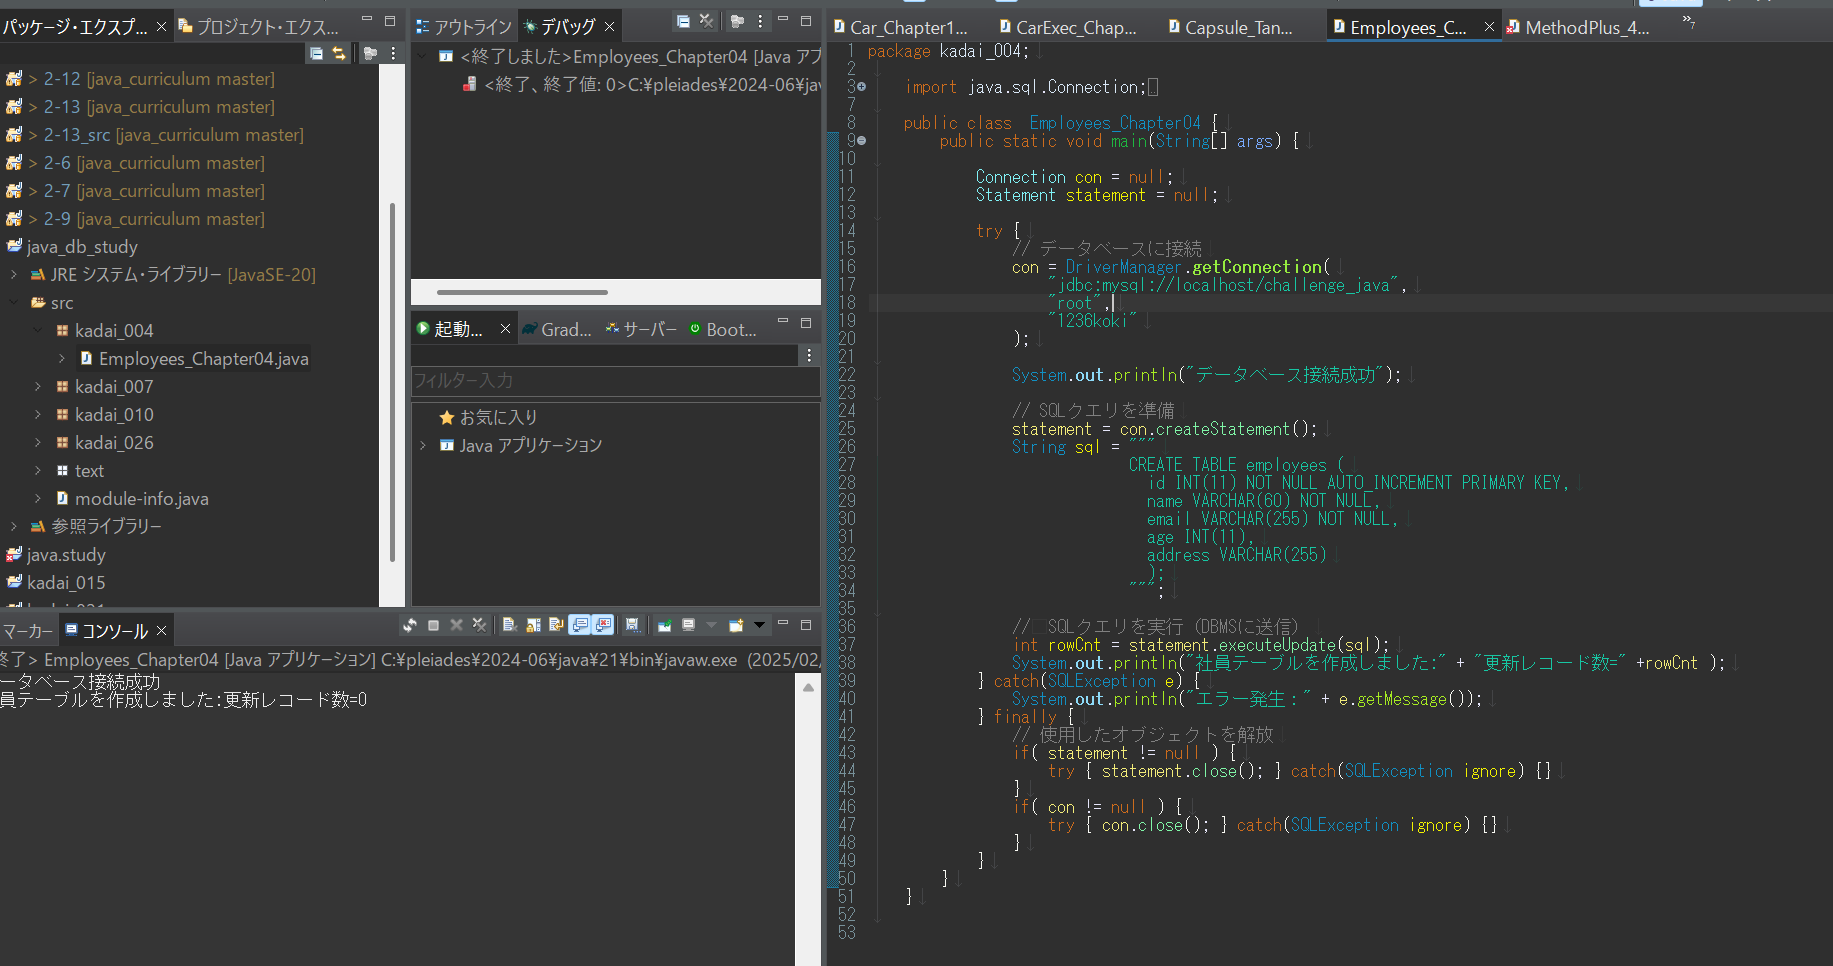 パッケージ・エクスプ...
プロジェクト・エクス...
> 2-12 [java_curriculum master]
> 2-13 [java_curriculum master]
> 2-13_src [java_curriculum master]
> 2-6 [java_curriculum master]
> 2-7 [java_curriculum master]
> 2-9 [java_curriculum master]
java_db_study
JRE システム・ライブラリー [JavaSE-20]
src
kadai_004
Employees_Chapter04.java
kadai_007
kadai_010
kadai_026
text
module-info.java
参照ライブラリー
java.study
kadai_015
アウトライン
デバッグ
<終了しました>Employees_Chapter04 [Java アプ
<終了、終了値: 0>C:¥pleiades¥2024-06¥jav
起動...
Grad...
サーバー
Boot...
フィルター入力
お気に入り
Java アプリケーション
マーカー
コンソール
終了> Employees_Chapter04 [Java アプリケーション] C:¥pleiades¥2024-06¥java¥21¥bin¥javaw.exe (2025/02/
ータベース接続成功
員テーブルを作成しました:更新レコード数=0
Car_Chapter1...
CarExec_Chap...
Capsule_Tan...
Employees_C...
MethodPlus_4...
»7
1 package kadai_004;
2
3 import java.sql.Connection;
7
8 public class Employees_Chapter04 {
9 public static void main(String[] args) {
10
11 Connection con = null;
12 Statement statement = null;
13
14 try {
15 // データベースに接続
16 con = DriverManager.getConnection(
17 "jdbc:mysql://localhost/challenge_java",
18 "root",
19 "1236koki"
20 );
21
22 System.out.println("データベース接続成功");
23
24 // SQLクエリを準備
25 statement = con.createStatement();
26 String sql = """
27 CREATE TABLE employees (
28 id INT(11) NOT NULL AUTO_INCREMENT PRIMARY KEY,
29 name VARCHAR(60) NOT NULL,
30 email VARCHAR(255) NOT NULL,
31 age INT(11),
32 address VARCHAR(255)
33 );
34 """;
35
36 // SQLクエリを実行（DBMSに送信）
37 int rowCnt = statement.executeUpdate(sql);
38 System.out.println("社員テーブルを作成しました:" + "更新レコード数=" +rowCnt );
39 } catch(SQLException e) {
40 System.out.println("エラー発生：" + e.getMessage());
41 } finally {
42 // 使用したオブジェクトを解放
43 if( statement != null ) {
44 try { statement.close(); } catch(SQLException ignore) {}
45 }
46 if( con != null ) {
47 try { con.close(); } catch(SQLException ignore) {}
48 }
49 }
50 }
51 }
52
53